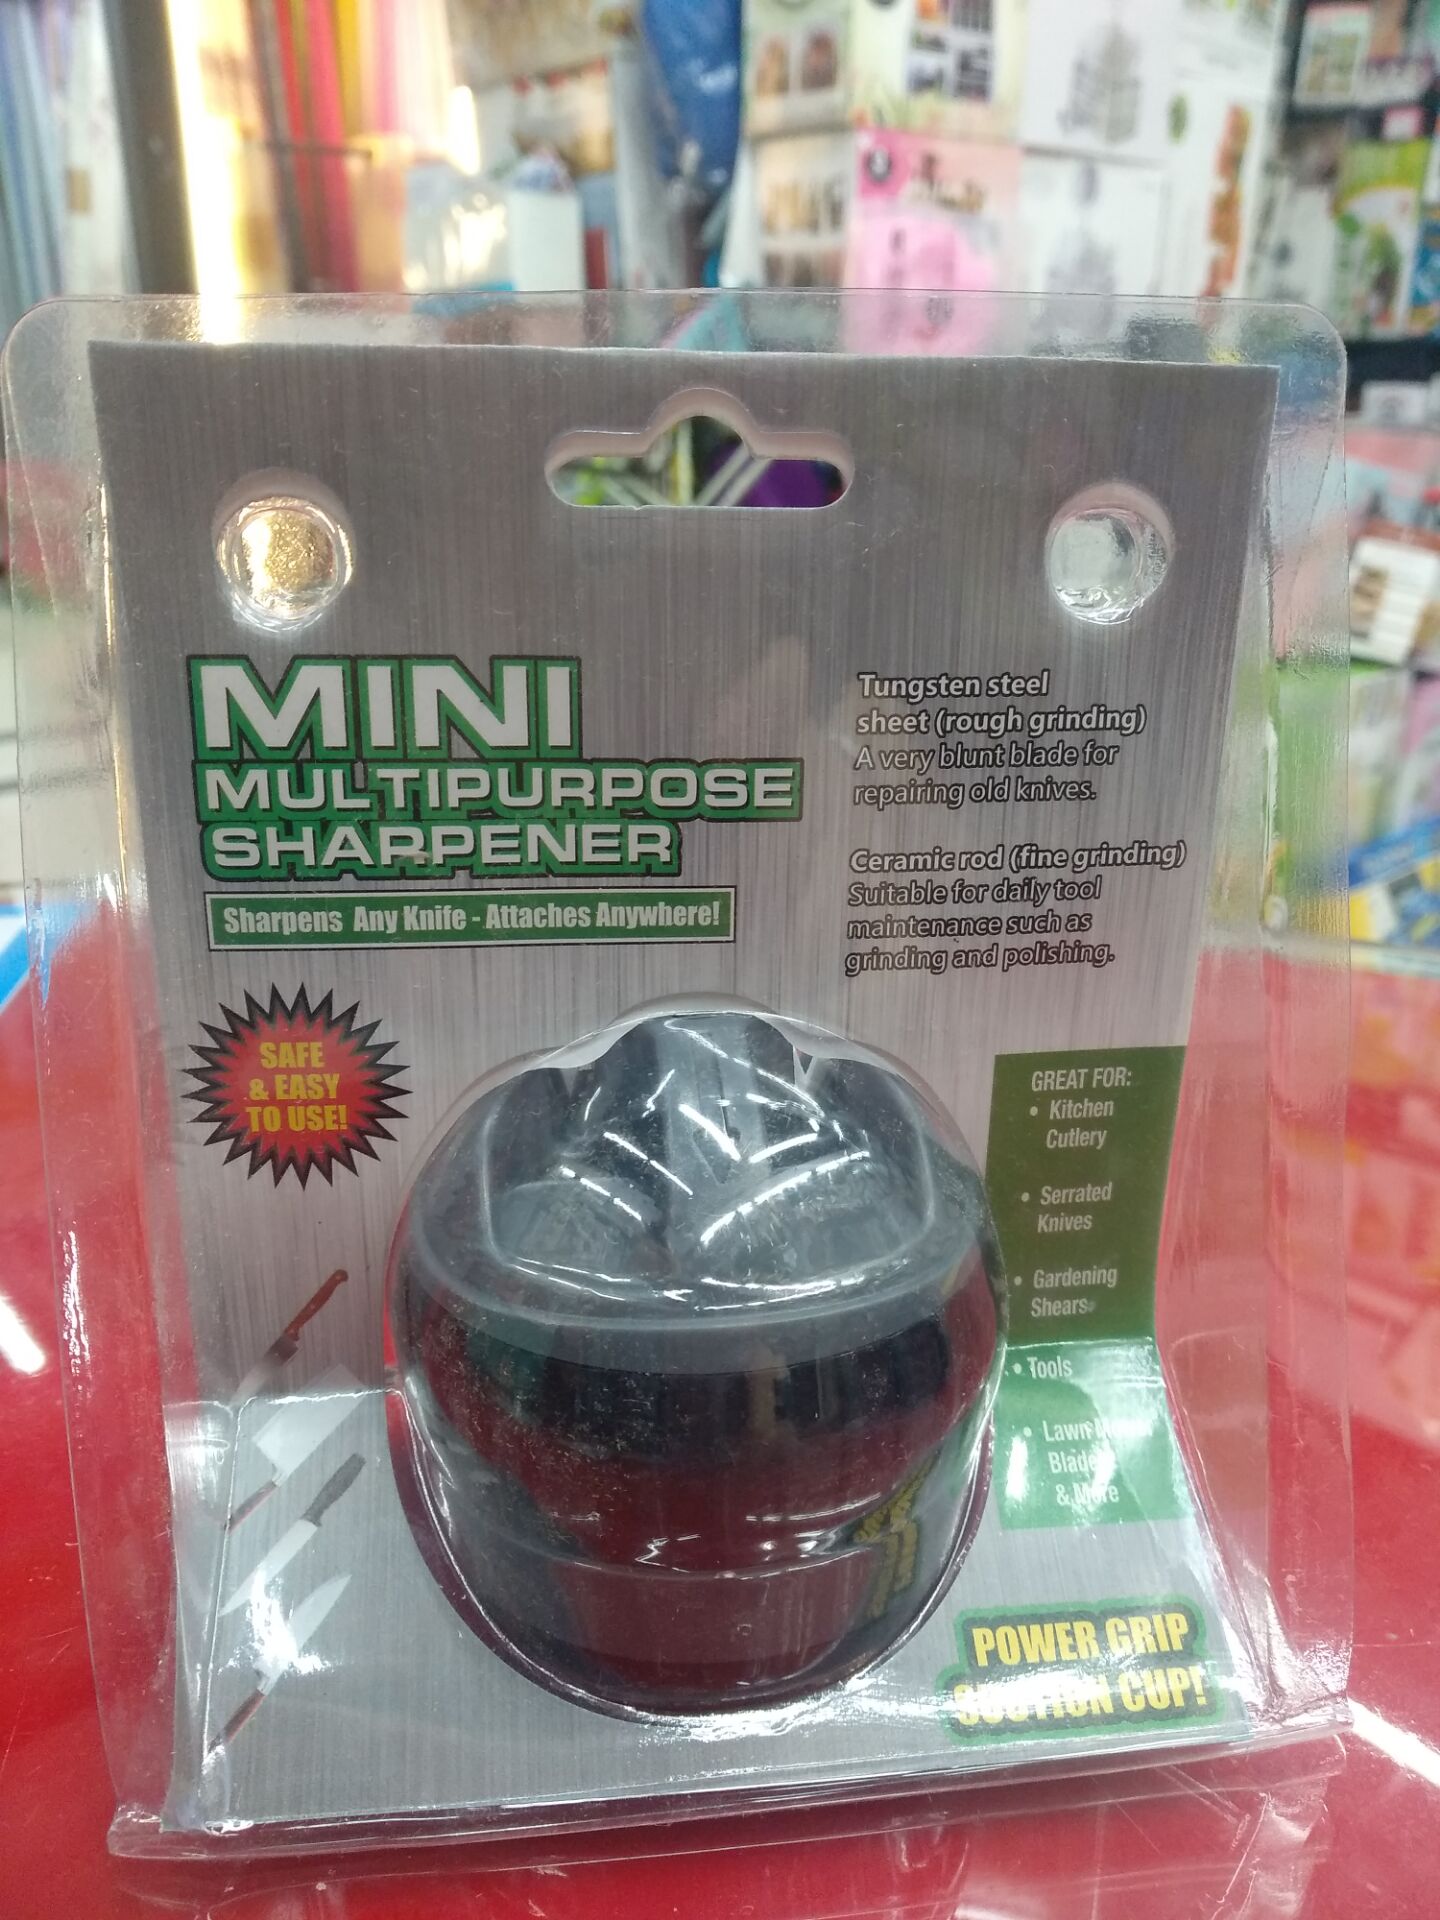 MINI
MULTIPURPOSE
SHARPENER
Sharpens Any Knife - Attaches Anywhere!
Tungsten steel
sheet (rough grinding)
A very blunt blade for
repairing old knives.
Ceramic rod (fine grinding)
Suitable for daily tool
maintenance such as
grinding and polishing.
SAFE
& EASY
TO USE!
GREAT FOR:
• Kitchen
Cutlery
• Serrated
Knives
• Gardening
Shears
• Tools
• Lawn
& More
POWER GRIP
SUCTION CUP!